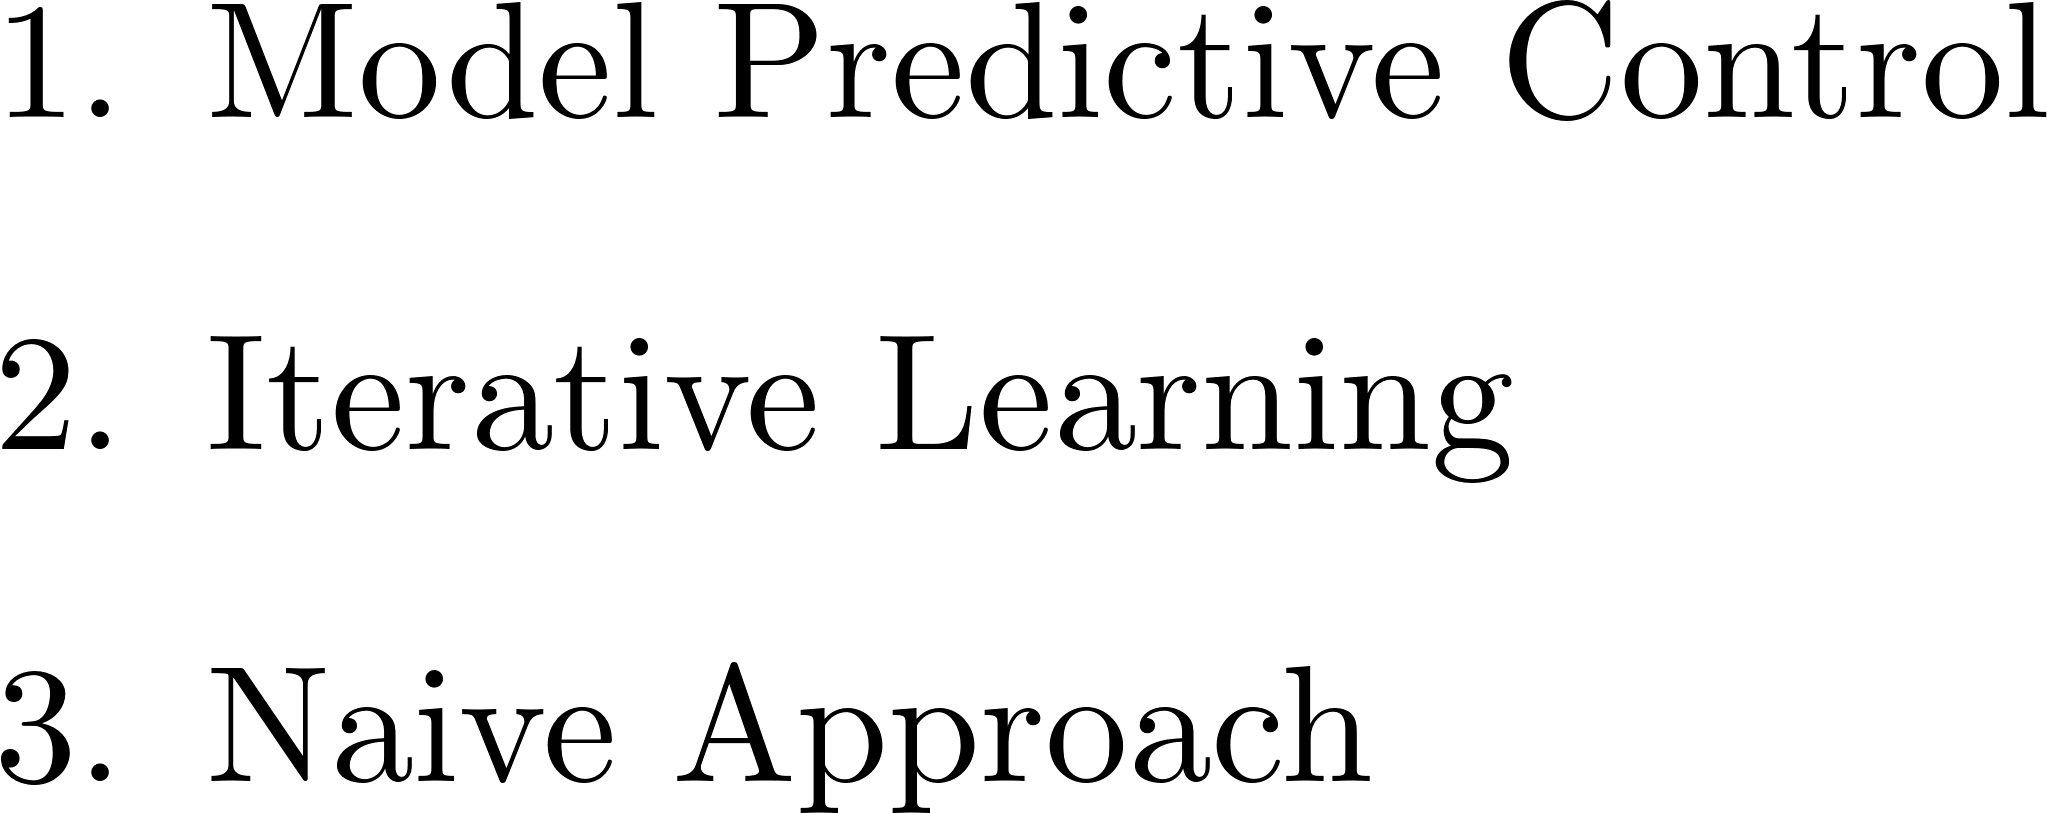 1. Model Predictive Control
2. Iterative Learning
3. Naive Approach